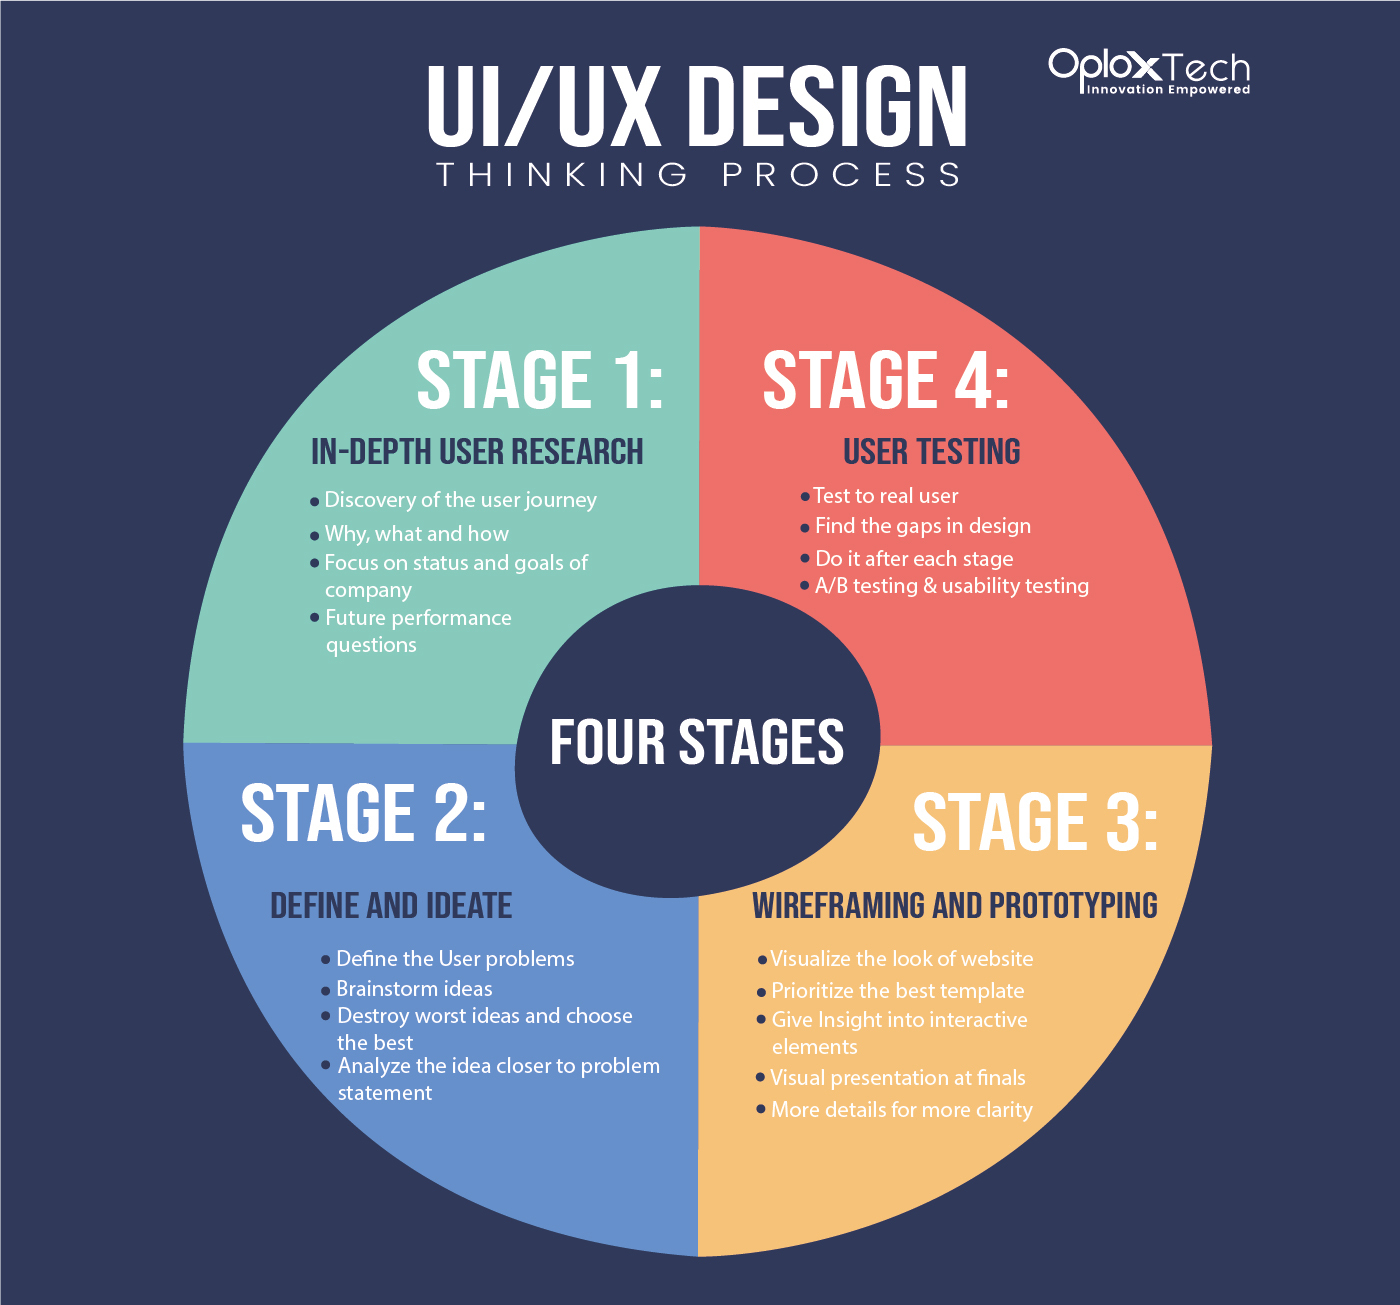 UI/UX DESIGN
THINKING PROCESS
OploxTech
Innovation Empowered
STAGE 1:
IN-DEPTH USER RESEARCH
• Discovery of the user journey
• Why, what and how
• Focus on status and goals of
company
• Future performance
questions
STAGE 4:
USER TESTING
• Test to real user
• Find the gaps in design
• Do it after each stage
• A/B testing & usability testing
FOUR STAGES
STAGE 2:
DEFINE AND IDEATE
• Define the User problems
• Brainstorm ideas
• Destroy worst ideas and choose
the best
• Analyze the idea closer to problem
statement
STAGE 3:
WIREFRAMING AND PROTOTYPING
• Visualize the look of website
• Prioritize the best template
• Give Insight into interactive
elements
• Visual presentation at finals
• More details for more clarity